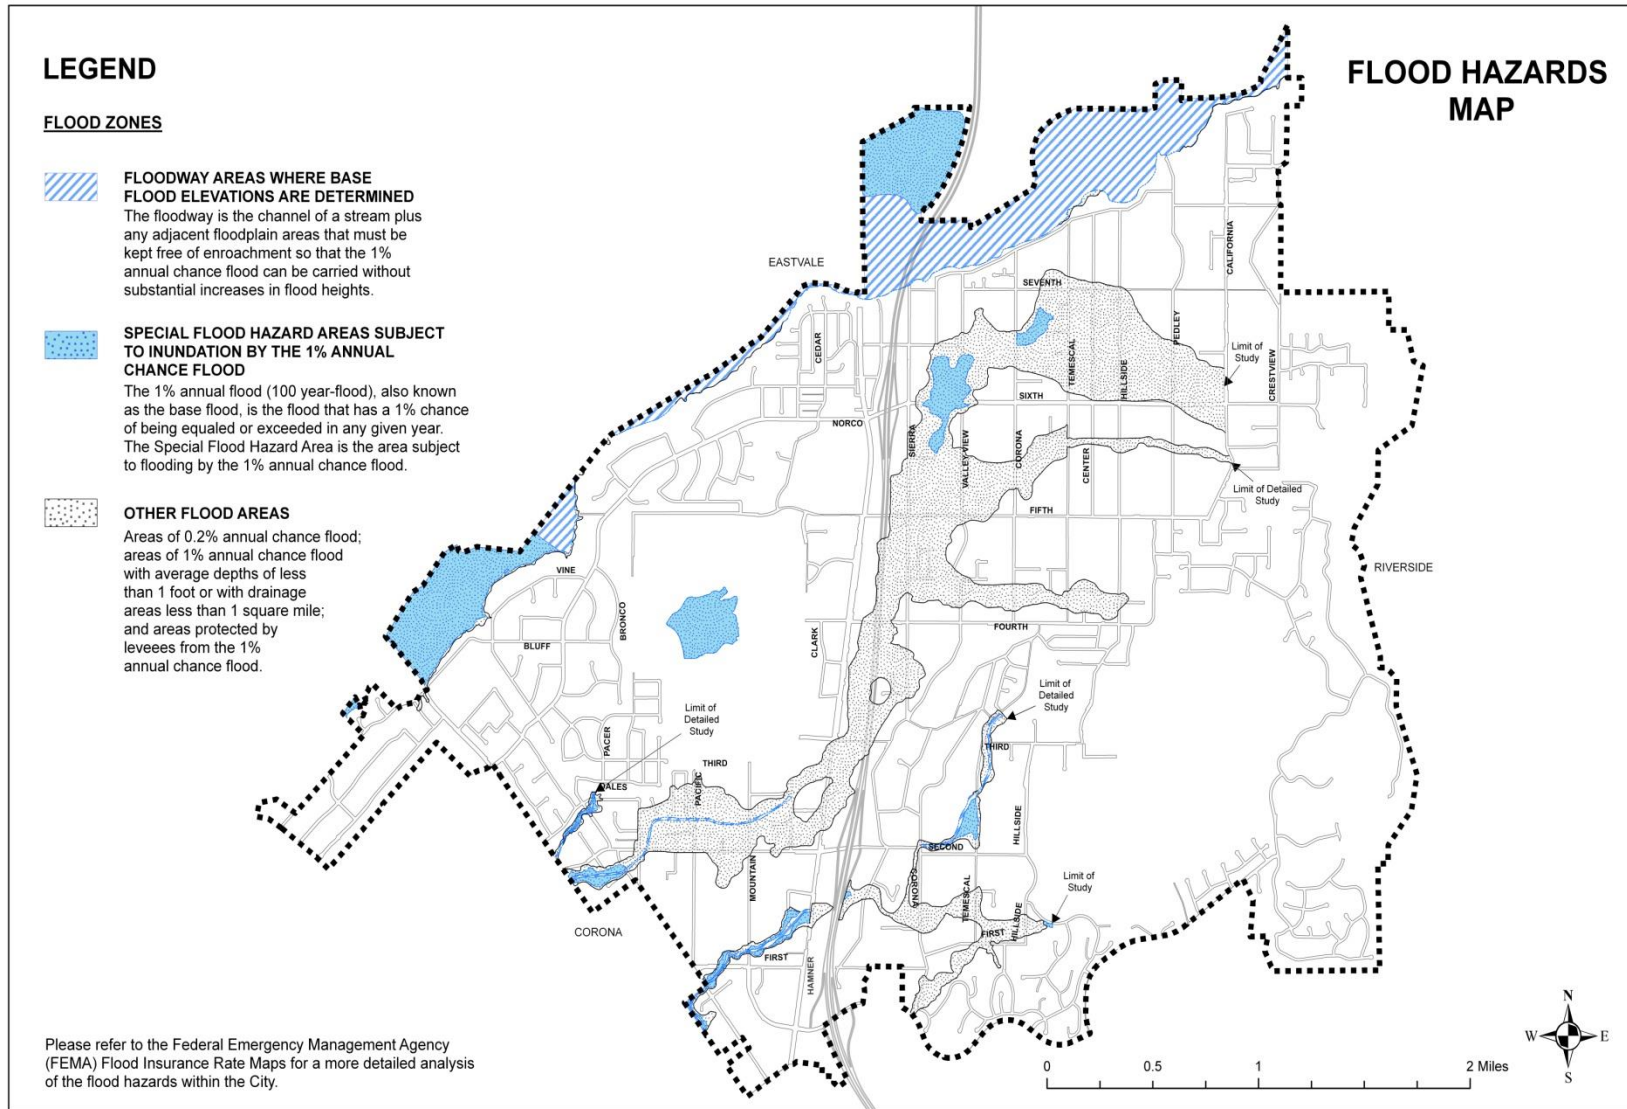 LEGEND
FLOOD HAZARDS
MAP
FLOOD ZONES
FLOODWAY AREAS WHERE BASE
FLOOD ELEVATIONS ARE DETERMINED
The floodway is the channel of a stream plus
any adjacent floodplain areas that must be
kept free of enroachment so that the 1%
annual chance flood can be carried without
substantial increases in flood heights.
SPECIAL FLOOD HAZARD AREAS SUBJECT
TO INUNDATION BY THE 1% ANNUAL
CHANCE FLOOD
The 1% annual flood (100 year-flood), also known
as the base flood, is the flood that has a 1% chance
of being equaled or exceeded in any given year.
The Special Flood Hazard Area is the area subject
to flooding by the 1% annual chance flood.
OTHER FLOOD AREAS
Areas of 0.2% annual chance flood;
areas of 1% annual chance flood
with average depths of less
than 1 foot or with drainage
areas less than 1 square mile;
and areas protected by
leveees from the 1%
annual chance flood.
EASTVALE
CALIFORNIA
SEVENTH
CEDAR
TEMESCAL
HILLSIDE
PEDLEY
Limit of
Study
CRESTVIEW
SIXTH
NORCO
SIERRA
VALLEY VIEW
CORONA
CENTER
Limit of Detailed
Study
FIFTH
RIVERSIDE
VINE
BRONCO
BLUFF
CLARK
FOURTH
Limit of
Detailed
Study
Limit of
Detailed
Study
PACER
THIRD
THIRD
PACIFIC
DALES
HILLSIDE
SECOND
MOUNTAIN
CORONA
TEMESCAL
Limit of
Study
HILLSIDE
FIRST
CORONA
FIRST
HAMNER
Please refer to the Federal Emergency Management Agency
(FEMA) Flood Insurance Rate Maps for a more detailed analysis
of the flood hazards within the City.
0 0.5 1 2 Miles
N
W E
S